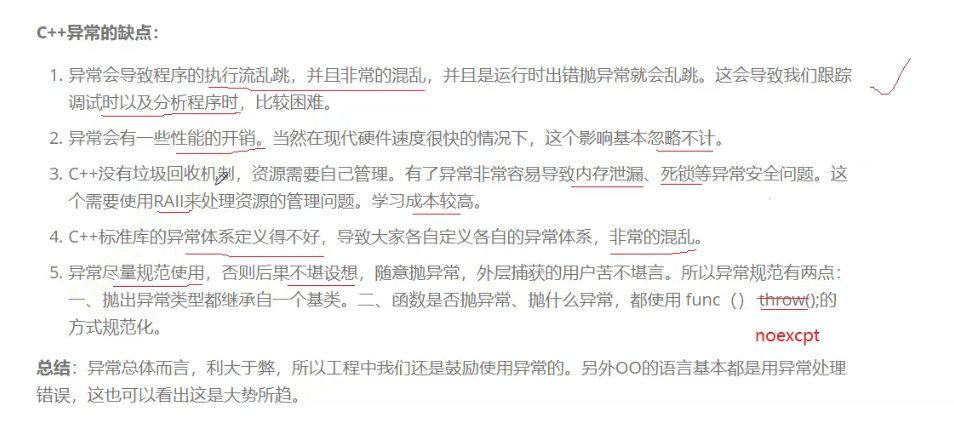 C++异常的缺点：
1. 异常会导致程序的执行流乱跳，并且非常的混乱，并且是运行时出错抛异常就会乱跳。这会导致我们跟踪
调试时以及分析程序时，比较困难。
2. 异常会有一些性能的开销。当然在现代硬件速度很快的情况下，这个影响基本忽略不计。
3. C++没有垃圾回收机制，资源需要自己管理。有了异常非常容易导致内存泄漏、死锁等异常安全问题。这
个需要使用RAII来处理资源的管理问题。学习成本较高。
4. C++标准库的异常体系定义得不好，导致大家各自定义各自的异常体系，非常的混乱。
5. 异常尽量规范使用，否则后果不堪设想，随意抛异常，外层捕获的用户苦不堪言。所以异常规范有两点：
一、抛出异常类型都继承自一个基类。二、函数是否抛异常、抛什么异常，都使用 func（） throw();的
方式规范化。
noexcpt
总结：异常总体而言，利大于弊，所以工程中我们还是鼓励使用异常的。另外OO的语言基本都是用异常处理
错误，这也可以看出这是大势所趋。